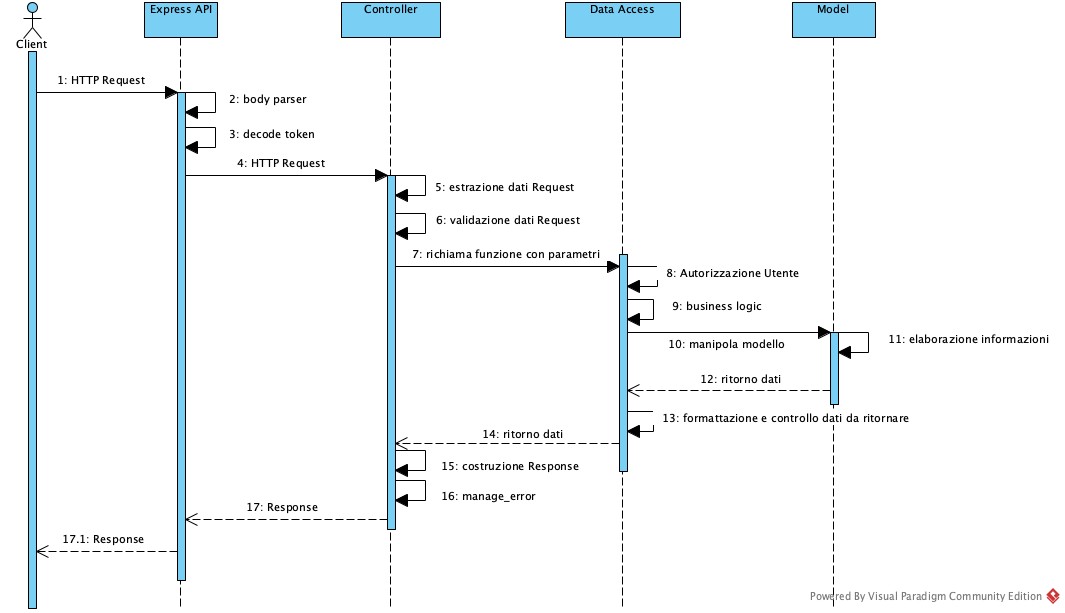 Express API
Controller
Data Access
Model
Client
1: HTTP Request
2: body parser
3: decode token
4: HTTP Request
5: estrazione dati Request
6: validazione dati Request
7: richiama funzione con parametri
8: Autorizzazione Utente
9: business logic
10: manipola modello
11: elaborazione informazioni
12: ritorno dati
13: formattazione e controllo dati da ritornare
14: ritorno dati
15: costruzione Response
16: manage_error
17: Response
17.1: Response
Powered By Visual Paradigm Community Edition